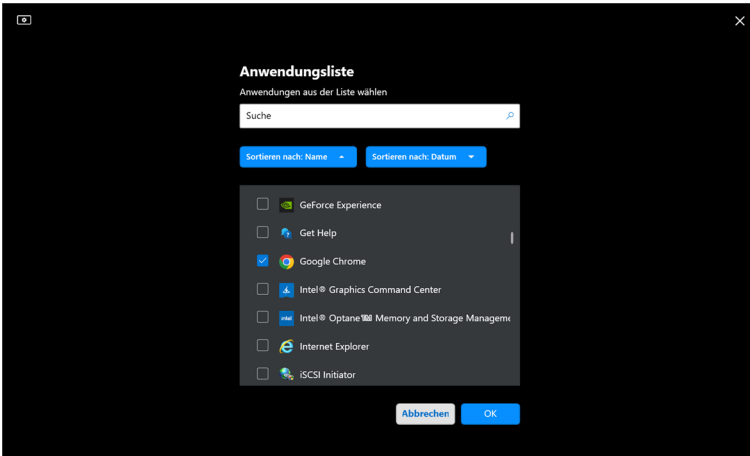 Anwendungsliste
Anwendungen aus der Liste wählen
Suche
Sortieren nach: Name
Sortieren nach: Datum
GeForce Experience
Get Help
Google Chrome
Intel® Graphics Command Center
Intel® Optane Memory and Storage Manageme
Internet Explorer
iSCSI Initiator
Abbrechen
OK